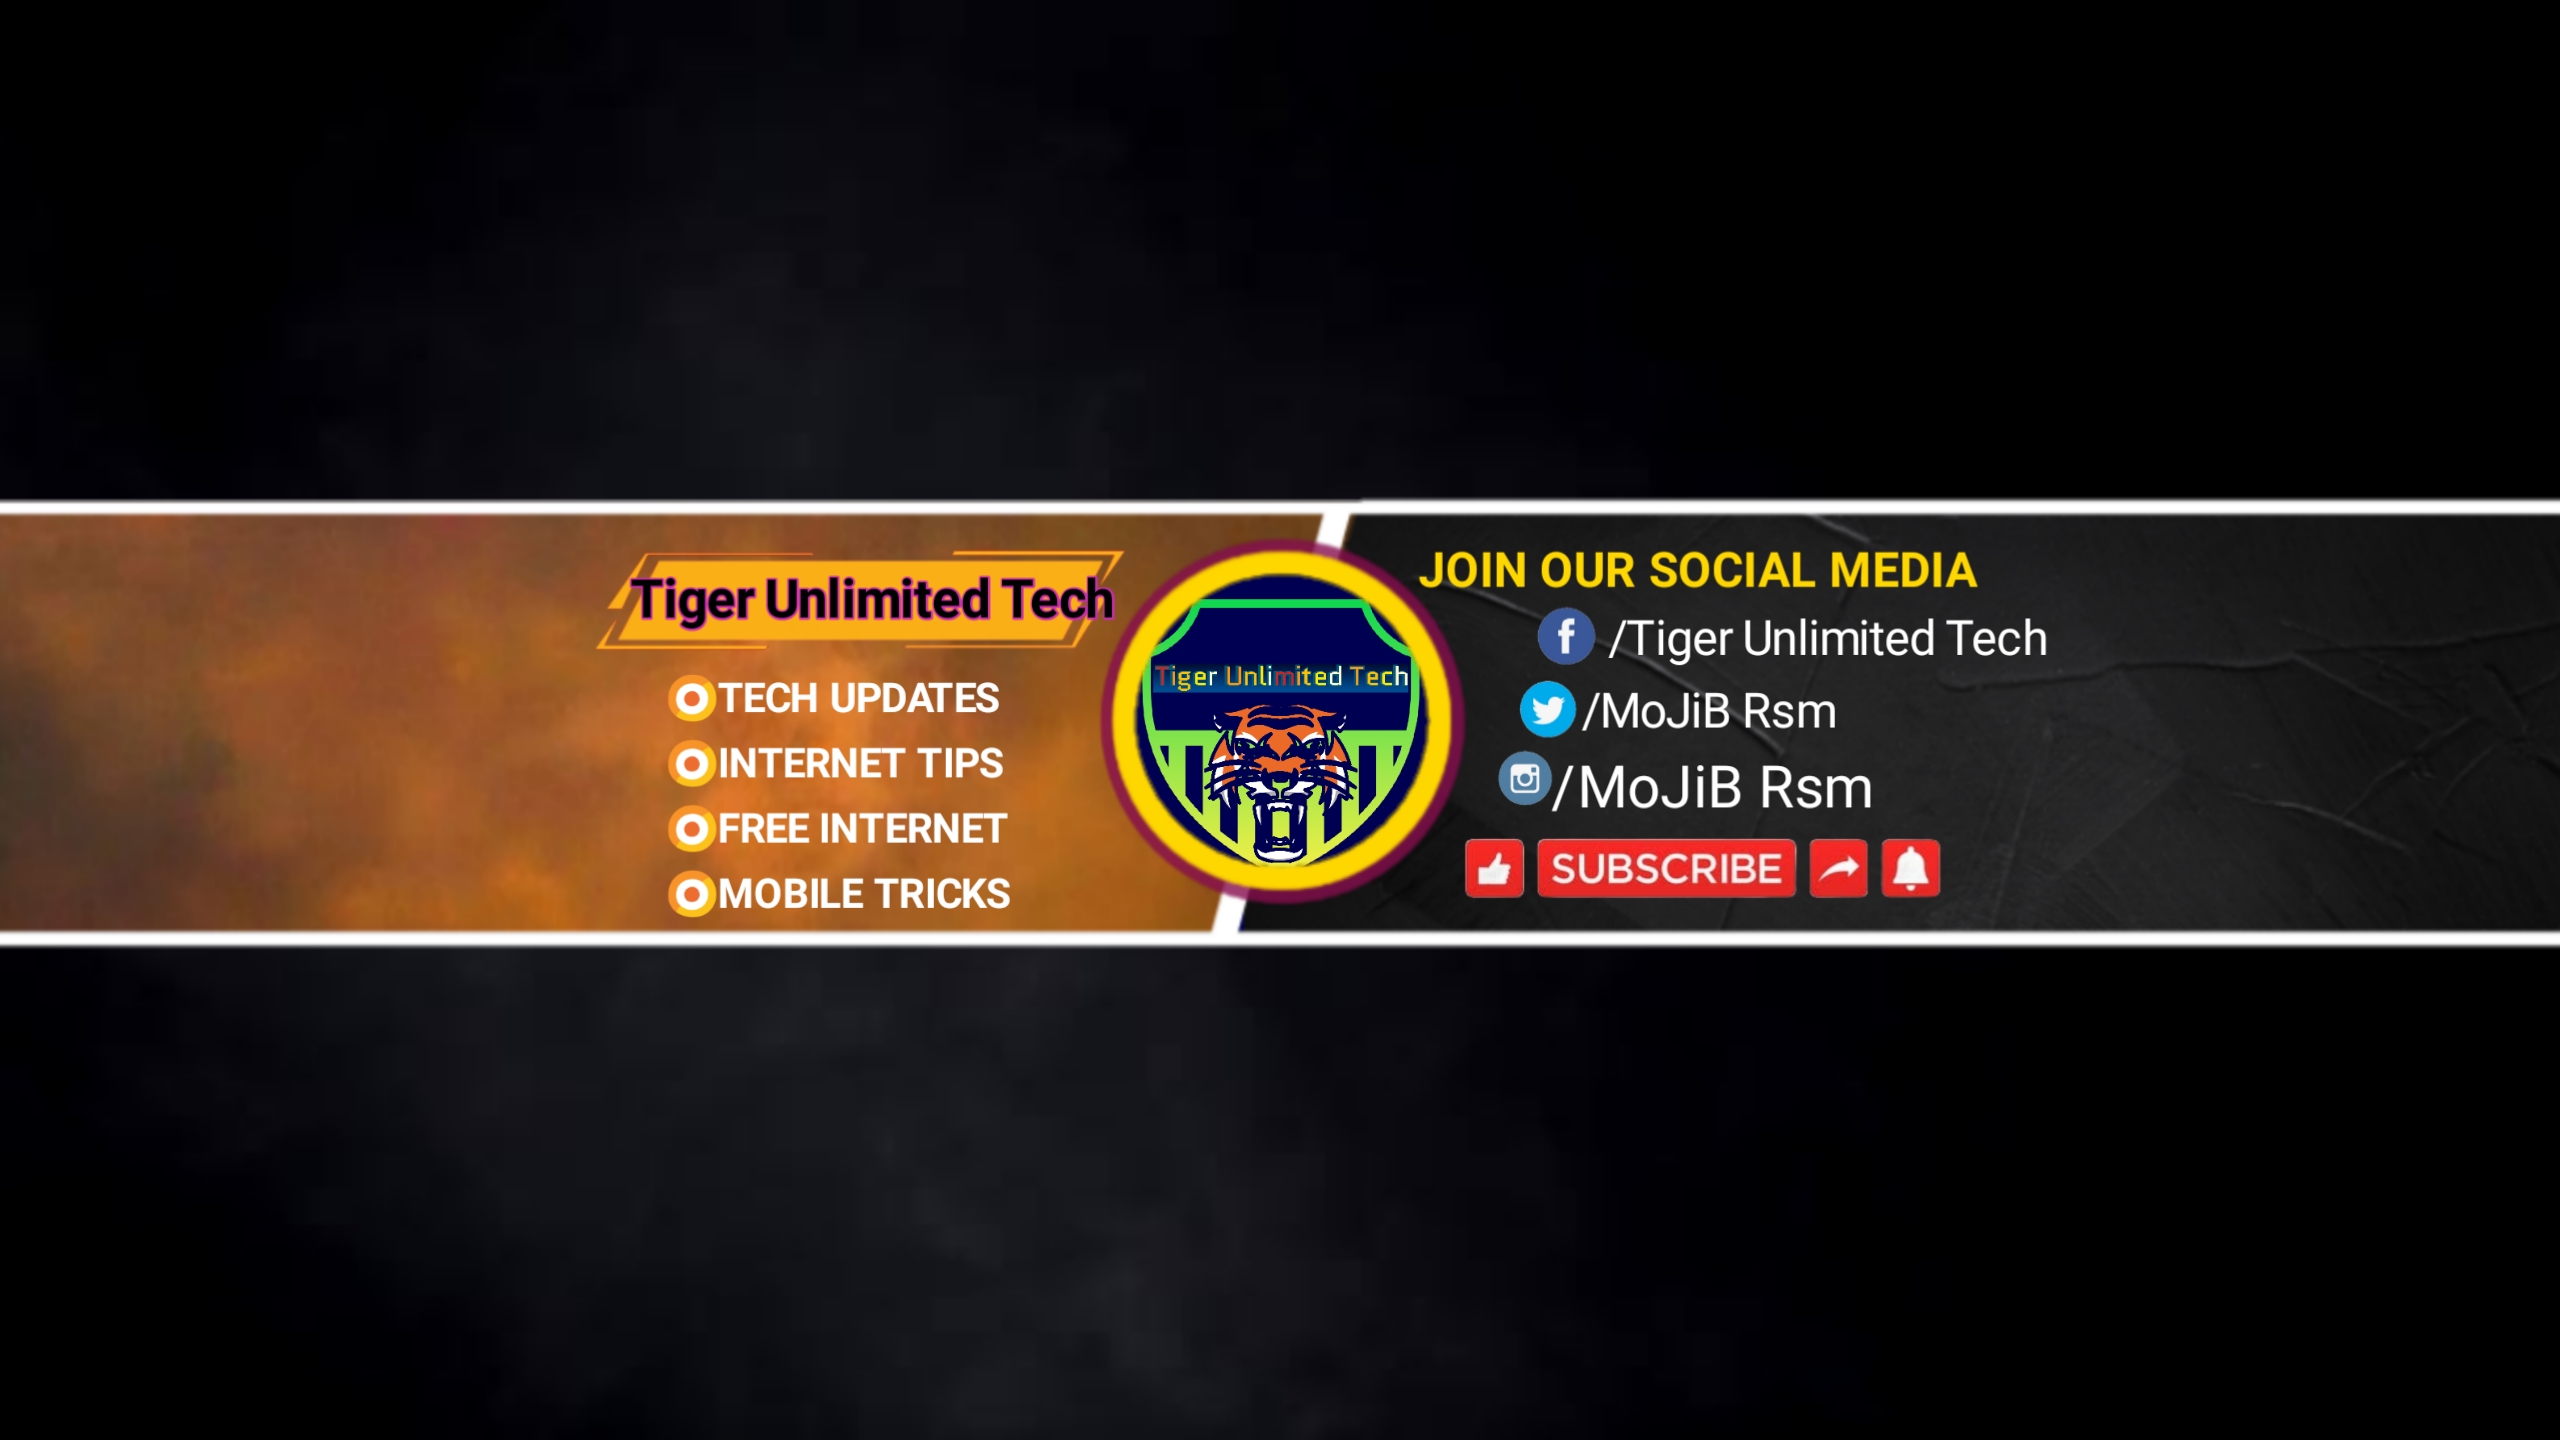 Tiger Unlimited Tech
TECH UPDATES
INTERNET TIPS
FREE INTERNET
MOBILE TRICKS
Tiger Unlimited Tech
JOIN OUR SOCIAL MEDIA
/Tiger Unlimited Tech
/MoJiB Rsm
/MoJiB Rsm
SUBSCRIBE